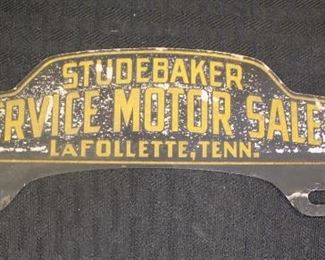 STUDEBAKER
RVICE MOTOR SALE
LAFOLLETTE, TENN.